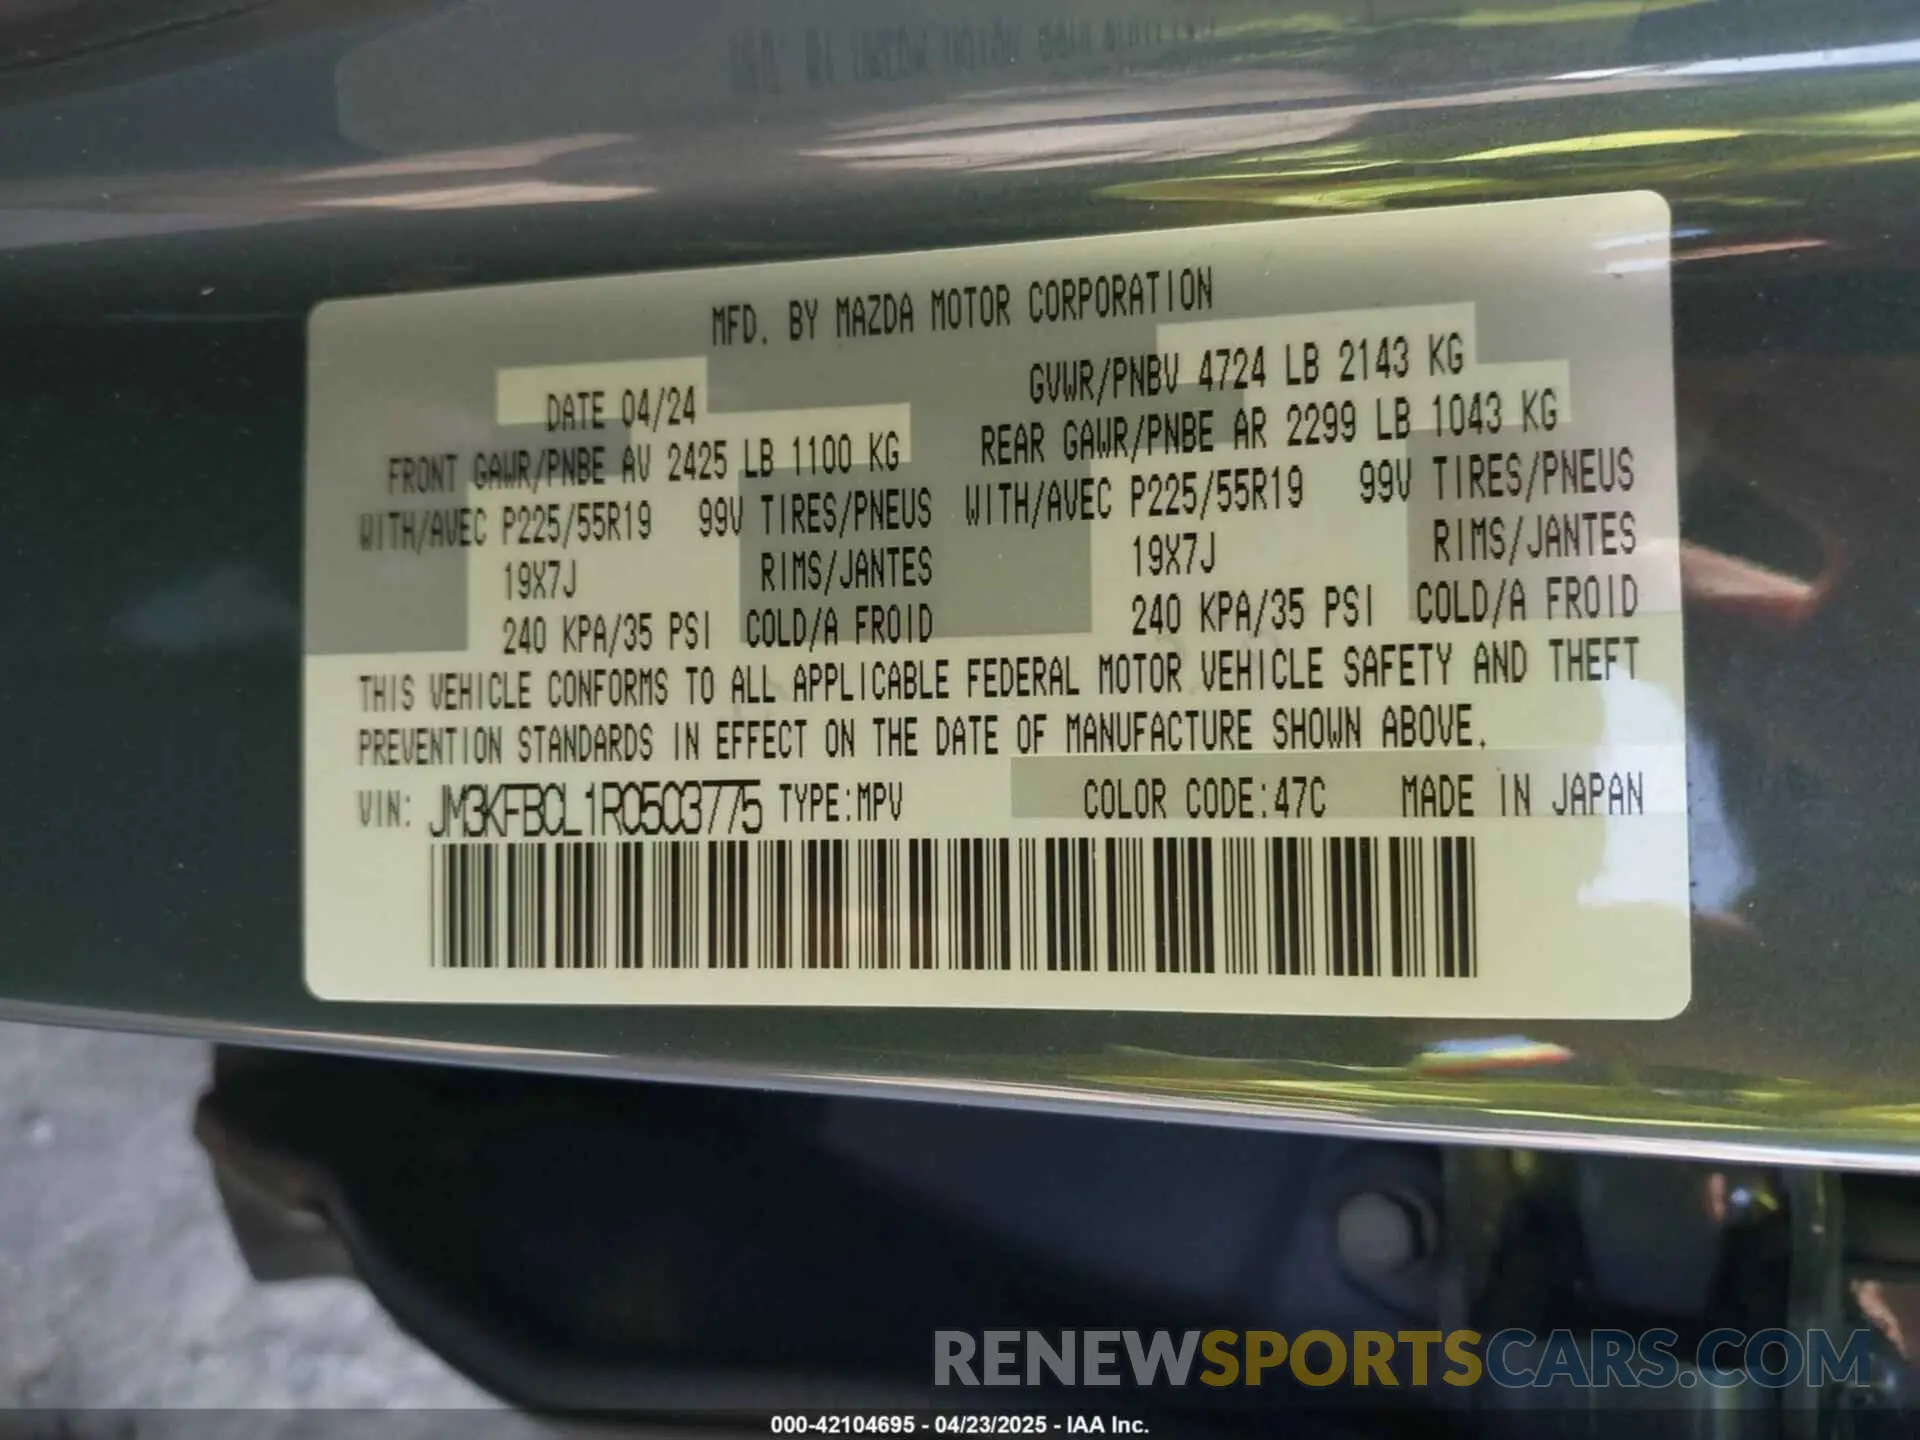 MFD. BY MAZDA MOTOR CORPORATION
DATE 04/24 GVWR/PNBV 4724 LB 2143 KG
FRONT GAWR/PNBE AV 2425 LB 1100 KG REAR GAWR/PNBE AR 2299 LB 1043 KG
WITH/AVEC P225/55R19 99V TIRES/PNEUS WITH/AVEC P225/55R19 99V TIRES/PNEUS
19X7J RIMS/JANTES 19X7J RIMS/JANTES
240 KPA/35 PSI COLD/A FROID 240 KPA/35 PSI COLD/A FROID
THIS VEHICLE CONFORMS TO ALL APPLICABLE FEDERAL MOTOR VEHICLE SAFETY AND THEFT
PREVENTION STANDARDS IN EFFECT ON THE DATE OF MANUFACTURE SHOWN ABOVE.
VIN: JM3KFBCL1R0503775 TYPE:MPV COLOR CODE:47C MADE IN JAPAN
RENEWSPORTSCARS.COM
000-42104695 - 04/23/2025 - IAA Inc.